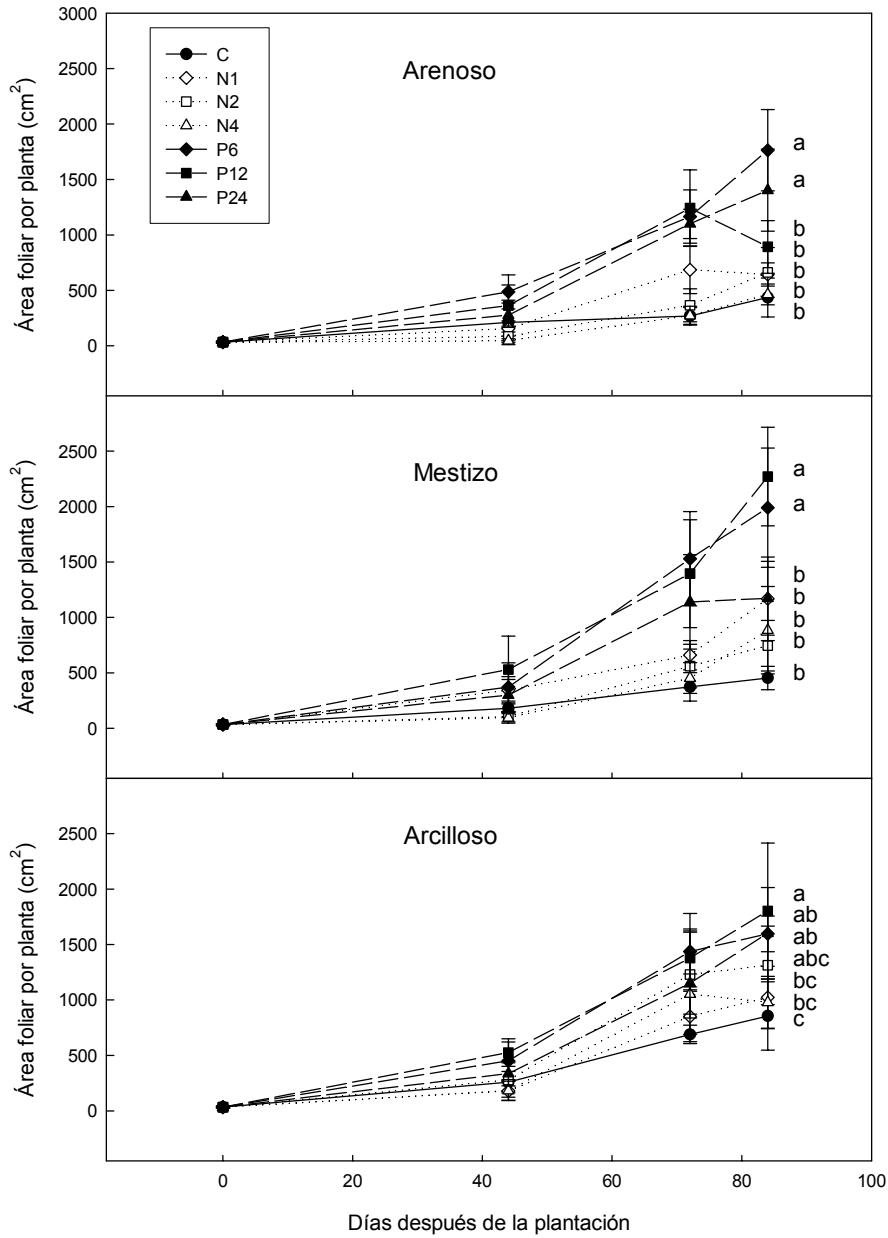 3000
2500
2000
1500
1000
500
0
Área foliar por planta (cm²)
C
N1
N2
N4
P6
P12
P24
Arenoso
a
a
b
b
b
b
b
2500
2000
1500
1000
500
0
Área foliar por planta (cm²)
Mestizo
a
a
b
b
b
b
b
2500
2000
1500
1000
500
0
Área foliar por planta (cm²)
Arcilloso
a
ab
ab
abc
bc
bc
c
0 20 40 60 80 100
Días después de la plantación